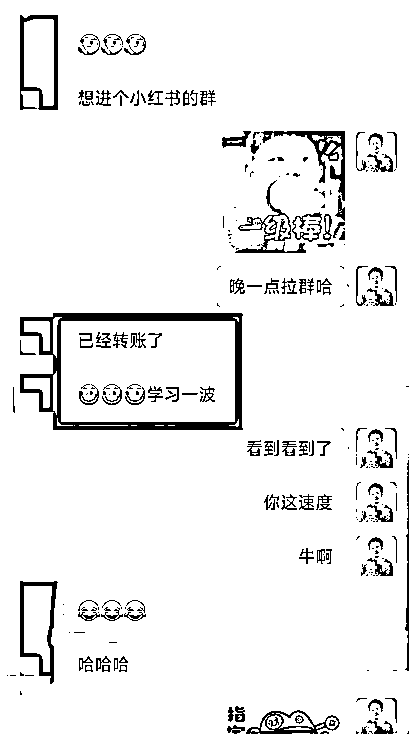 想进个小红书的群
级棒!
晚一点拉群哈
已经转账了
学习一波
看到看到了
你这速度
牛啊
哈哈哈
指